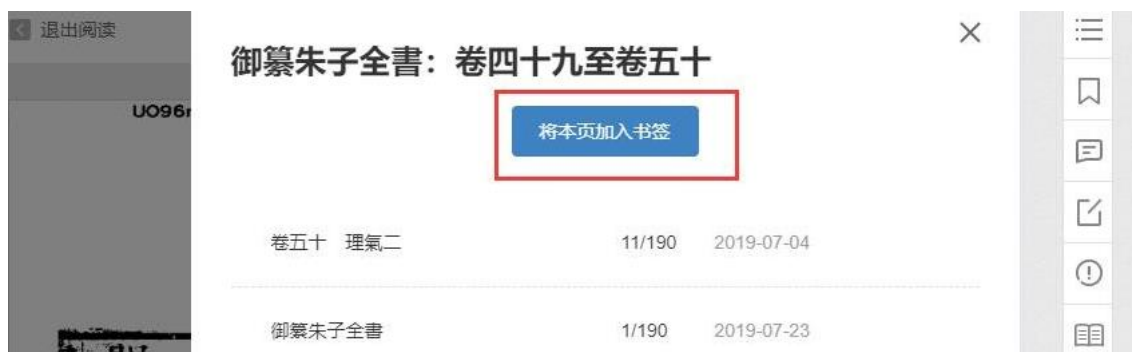 退出阅读
御纂朱子全書：卷四十九至卷五十
UO96r
将本页加入书签
卷五十 理氣二 11/190 2019-07-04
御纂朱子全書 1/190 2019-07-23